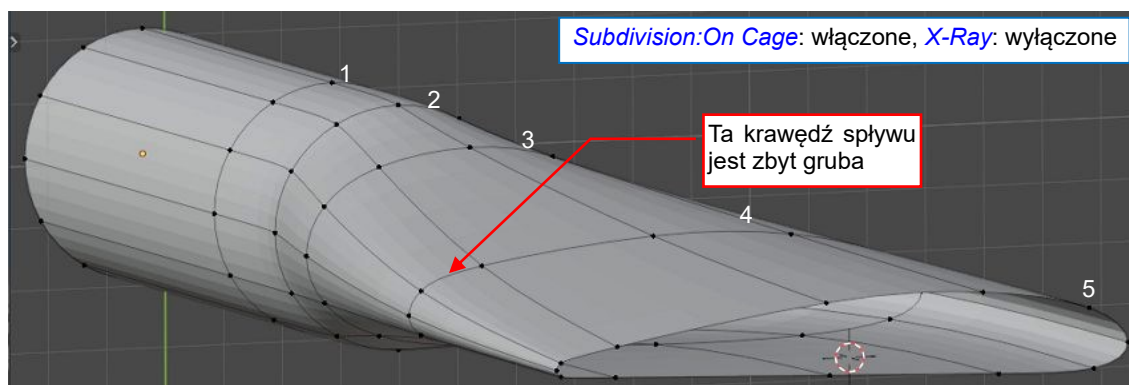 Subdivision:On Cage: włączone, X-Ray: wyłączone
1
2
3
Ta krawędź spływu
jest zbyt gruba
4
5